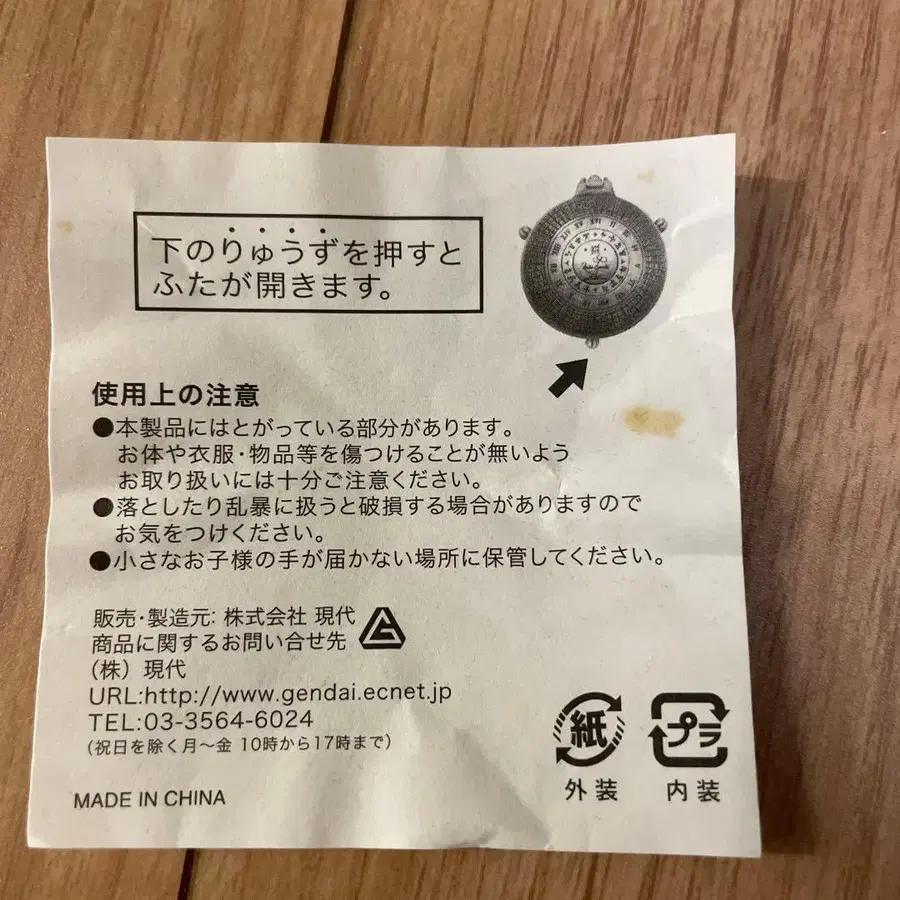 下のりゅうずを押すと
ふたが開きます。
使用上の注意
●本製品にはとがっている部分があります。
お体や衣服・物品等を傷つけることが無いよう
お取り扱いには十分ご注意ください。
●落としたり乱暴に扱うと破損する場合がありますので
お気をつけください。
●小さなお子様の手が届かない場所に保管してください。
販売・製造元: 株式会社 現代
商品に関するお問い合せ先
（株）現代
URL:http://www.gendai.ecnet.jp
TEL:03-3564-6024
（祝日を除く月～金 10時から17時まで）
MADE IN CHINA
紙
外装
プラ
内装